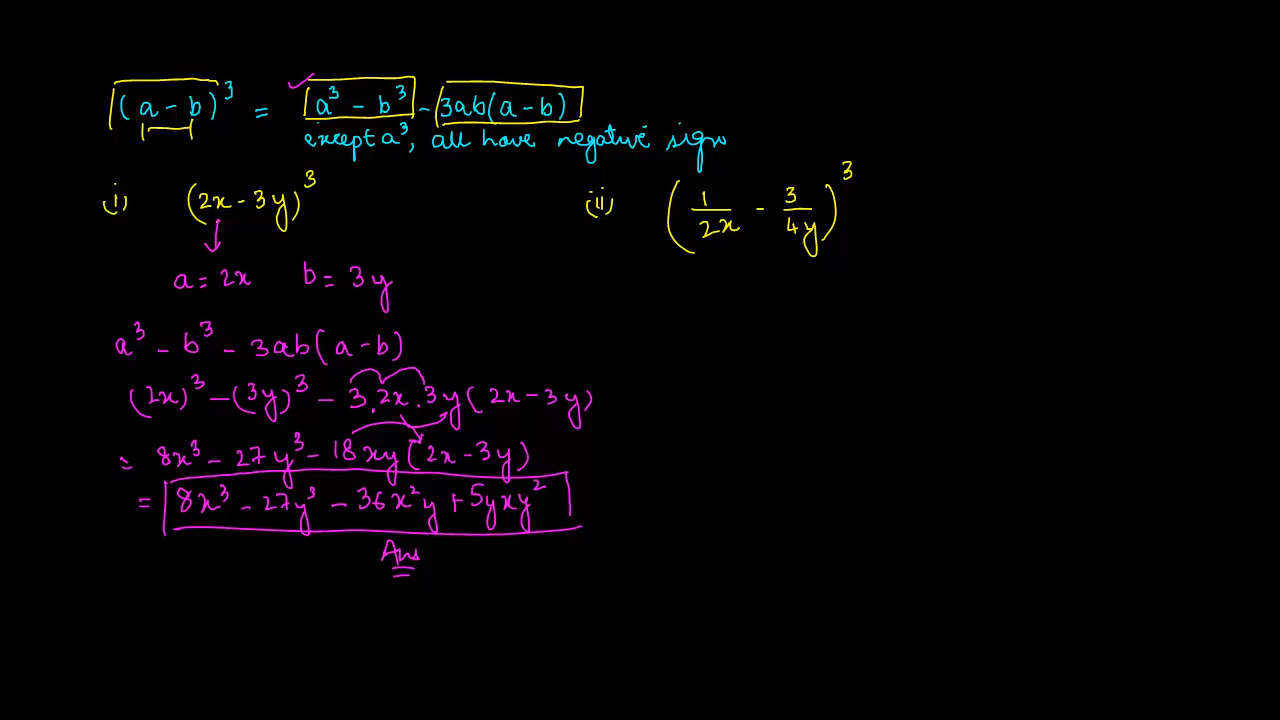 (a - b)³ = a³ - b³ - 3ab(a - b)
except a³, all have negative sign
(i) (2x - 3y)³
(ii) (1/2x - 3/4y)³
a = 2x b = 3y
a³ - b³ - 3ab(a - b)
(2x)³ - (3y)³ - 3.2x.3y(2x - 3y)
= 8x³ - 27y³ - 18xy(2x - 3y)
= 8x³ - 27y³ - 36x²y + 5yxy²
Ans